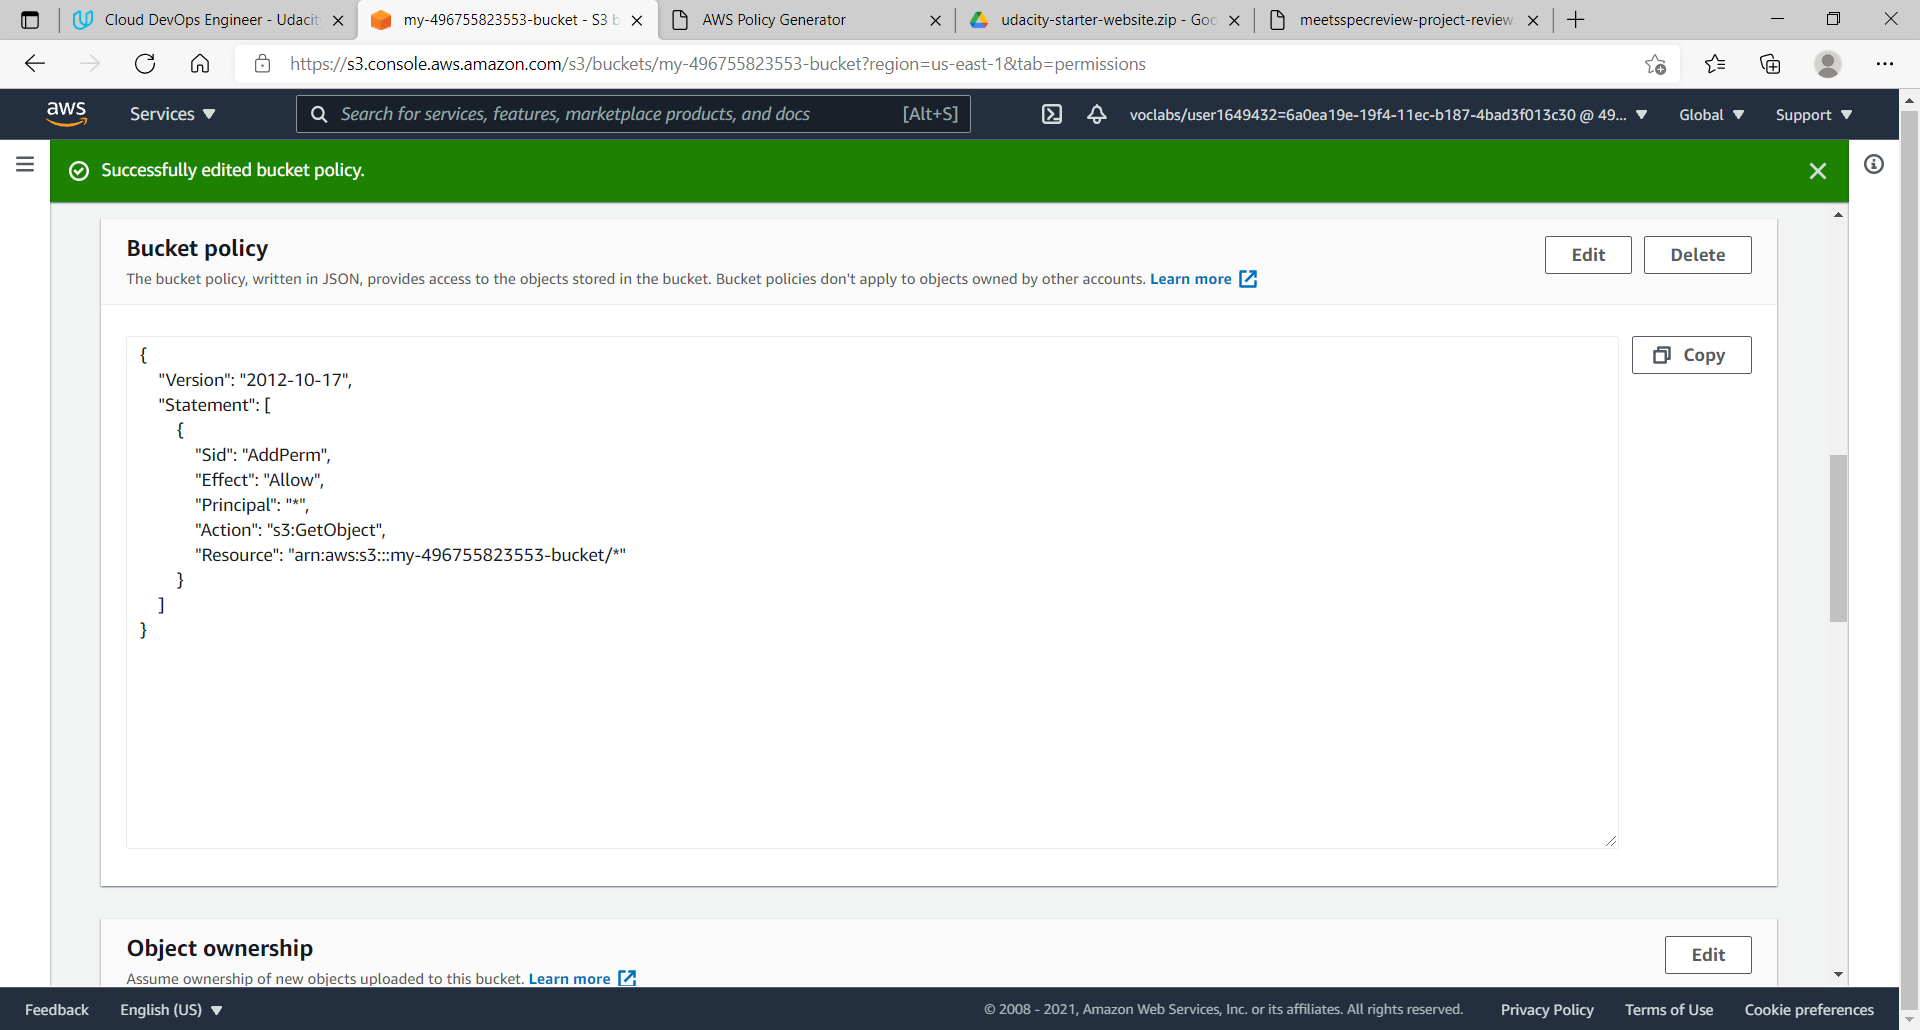 Cloud DevOps Engineer - Udacit
my-496755823553-bucket - S3 b
AWS Policy Generator
udacity-starter-website.zip - Goo
meetsspecreview-project-review
https://s3.console.aws.amazon.com/s3/buckets/my-496755823553-bucket?region=us-east-1&tab=permissions
aws
Services
Search for services, features, marketplace products, and docs
[Alt+S]
voclabs/user1649432=6a0ea19e-19f4-11ec-b187-4bad3f013c30 @ 49...
Global
Support
Successfully edited bucket policy.
Bucket policy
Edit
Delete
The bucket policy, written in JSON, provides access to the objects stored in the bucket. Bucket policies don't apply to objects owned by other accounts. Learn more
Copy
{
"Version": "2012-10-17",
"Statement": [
{
"Sid": "AddPerm",
"Effect": "Allow",
"Principal": "*",
"Action": "s3:GetObject",
"Resource": "arn:aws:s3:::my-496755823553-bucket/*"
}
]
}
Object ownership
Edit
Assume ownership of new objects uploaded to this bucket. Learn more
Feedback
English (US)
© 2008 - 2021, Amazon Web Services, Inc. or its affiliates. All rights reserved.
Privacy Policy
Terms of Use
Cookie preferences